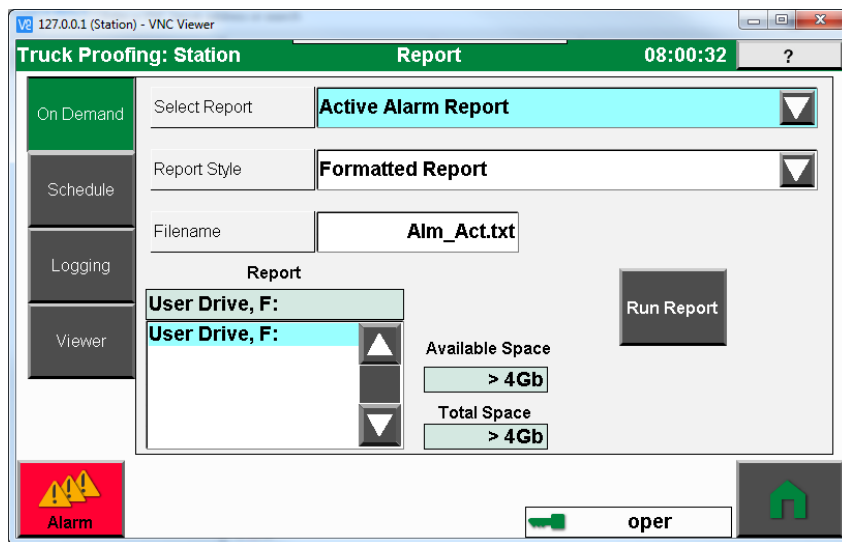 127.0.0.1 (Station) - VNC Viewer
Truck Proofing: Station Report 08:00:32 ?
On Demand
Select Report Active Alarm Report
Report Style Formatted Report
Schedule
Filename Alm_Act.txt
Logging
Report
User Drive, F:
Run Report
User Drive, F:
Viewer
Available Space
> 4Gb
Total Space
> 4Gb
Alarm
oper